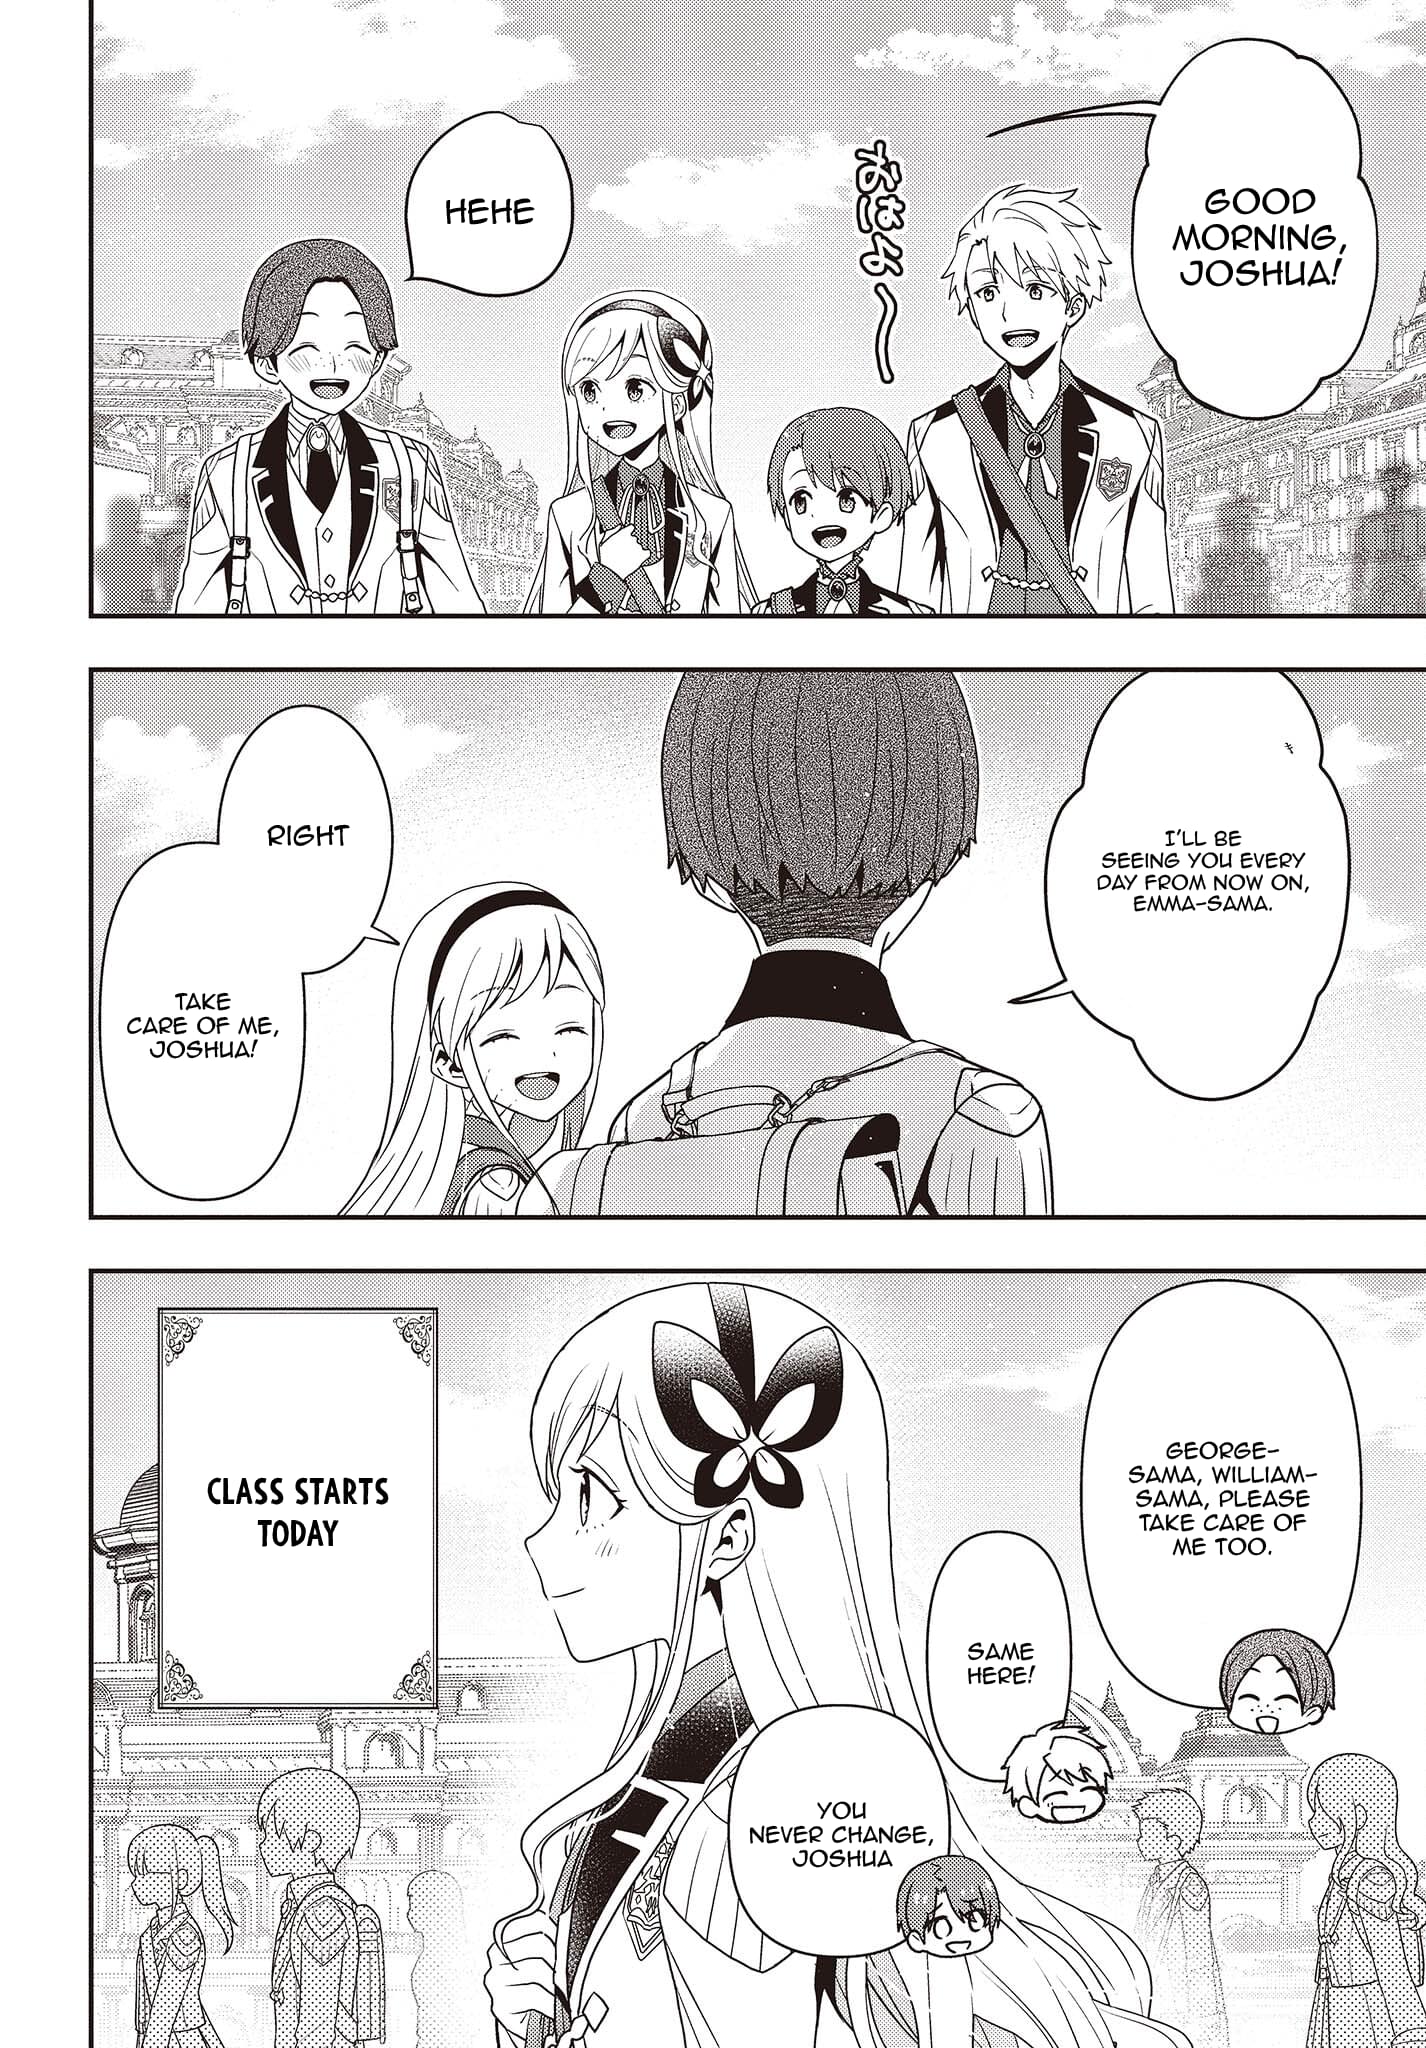 GOOD
MORNING,
JOSHUA!
おはよ〜
HEHE
I'LL BE
SEEING YOU EVERY
DAY FROM NOW ON,
EMMA-SAMA.
RIGHT
TAKE
CARE OF ME,
JOSHUA!
GEORGE-
SAMA, WILLIAM-
SAMA, PLEASE
TAKE CARE OF
ME TOO.
SAME
HERE!
YOU
NEVER CHANGE,
JOSHUA
CLASS STARTS
TODAY